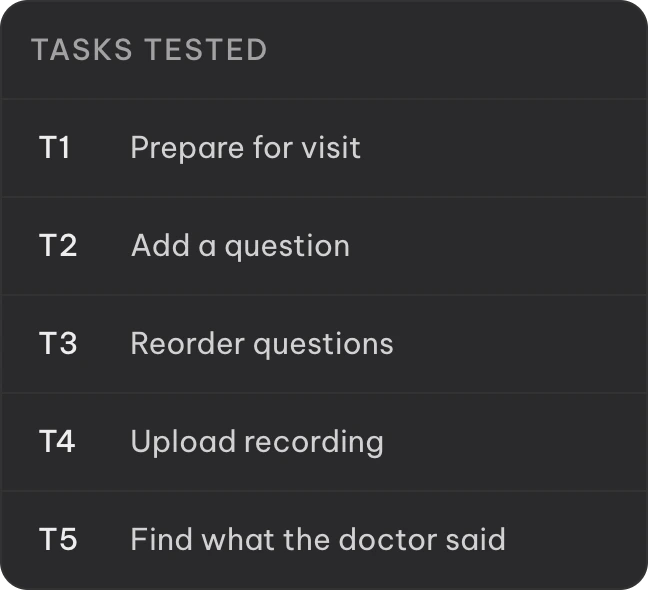 TASKS TESTED
T1 Prepare for visit
T2 Add a question
T3 Reorder questions
T4 Upload recording
T5 Find what the doctor said